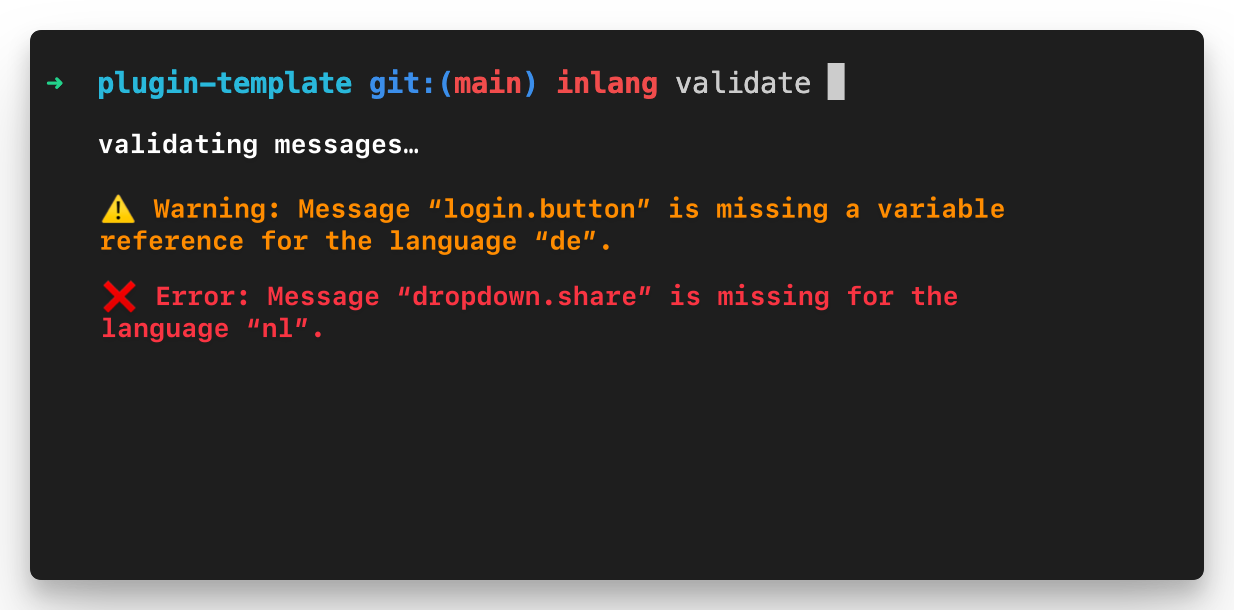 ➜ plugin-template git:(main) inlang validate
validating messages…
⚠️ Warning: Message “login.button” is missing a variable
reference for the language “de”.
❌ Error: Message “dropdown.share” is missing for the
language “nl”.